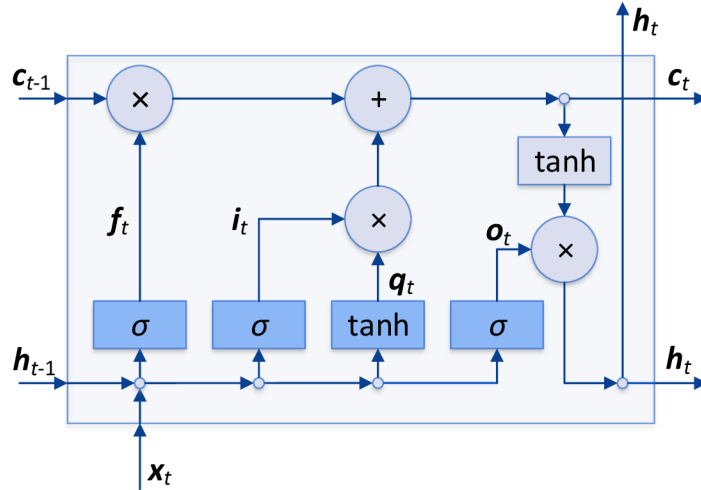 h_t
c_{t-1}
×
+
c_t
tanh
f_t
i_t
×
o_t
×
q_t
σ
σ
tanh
σ
h_{t-1}
h_t
x_t